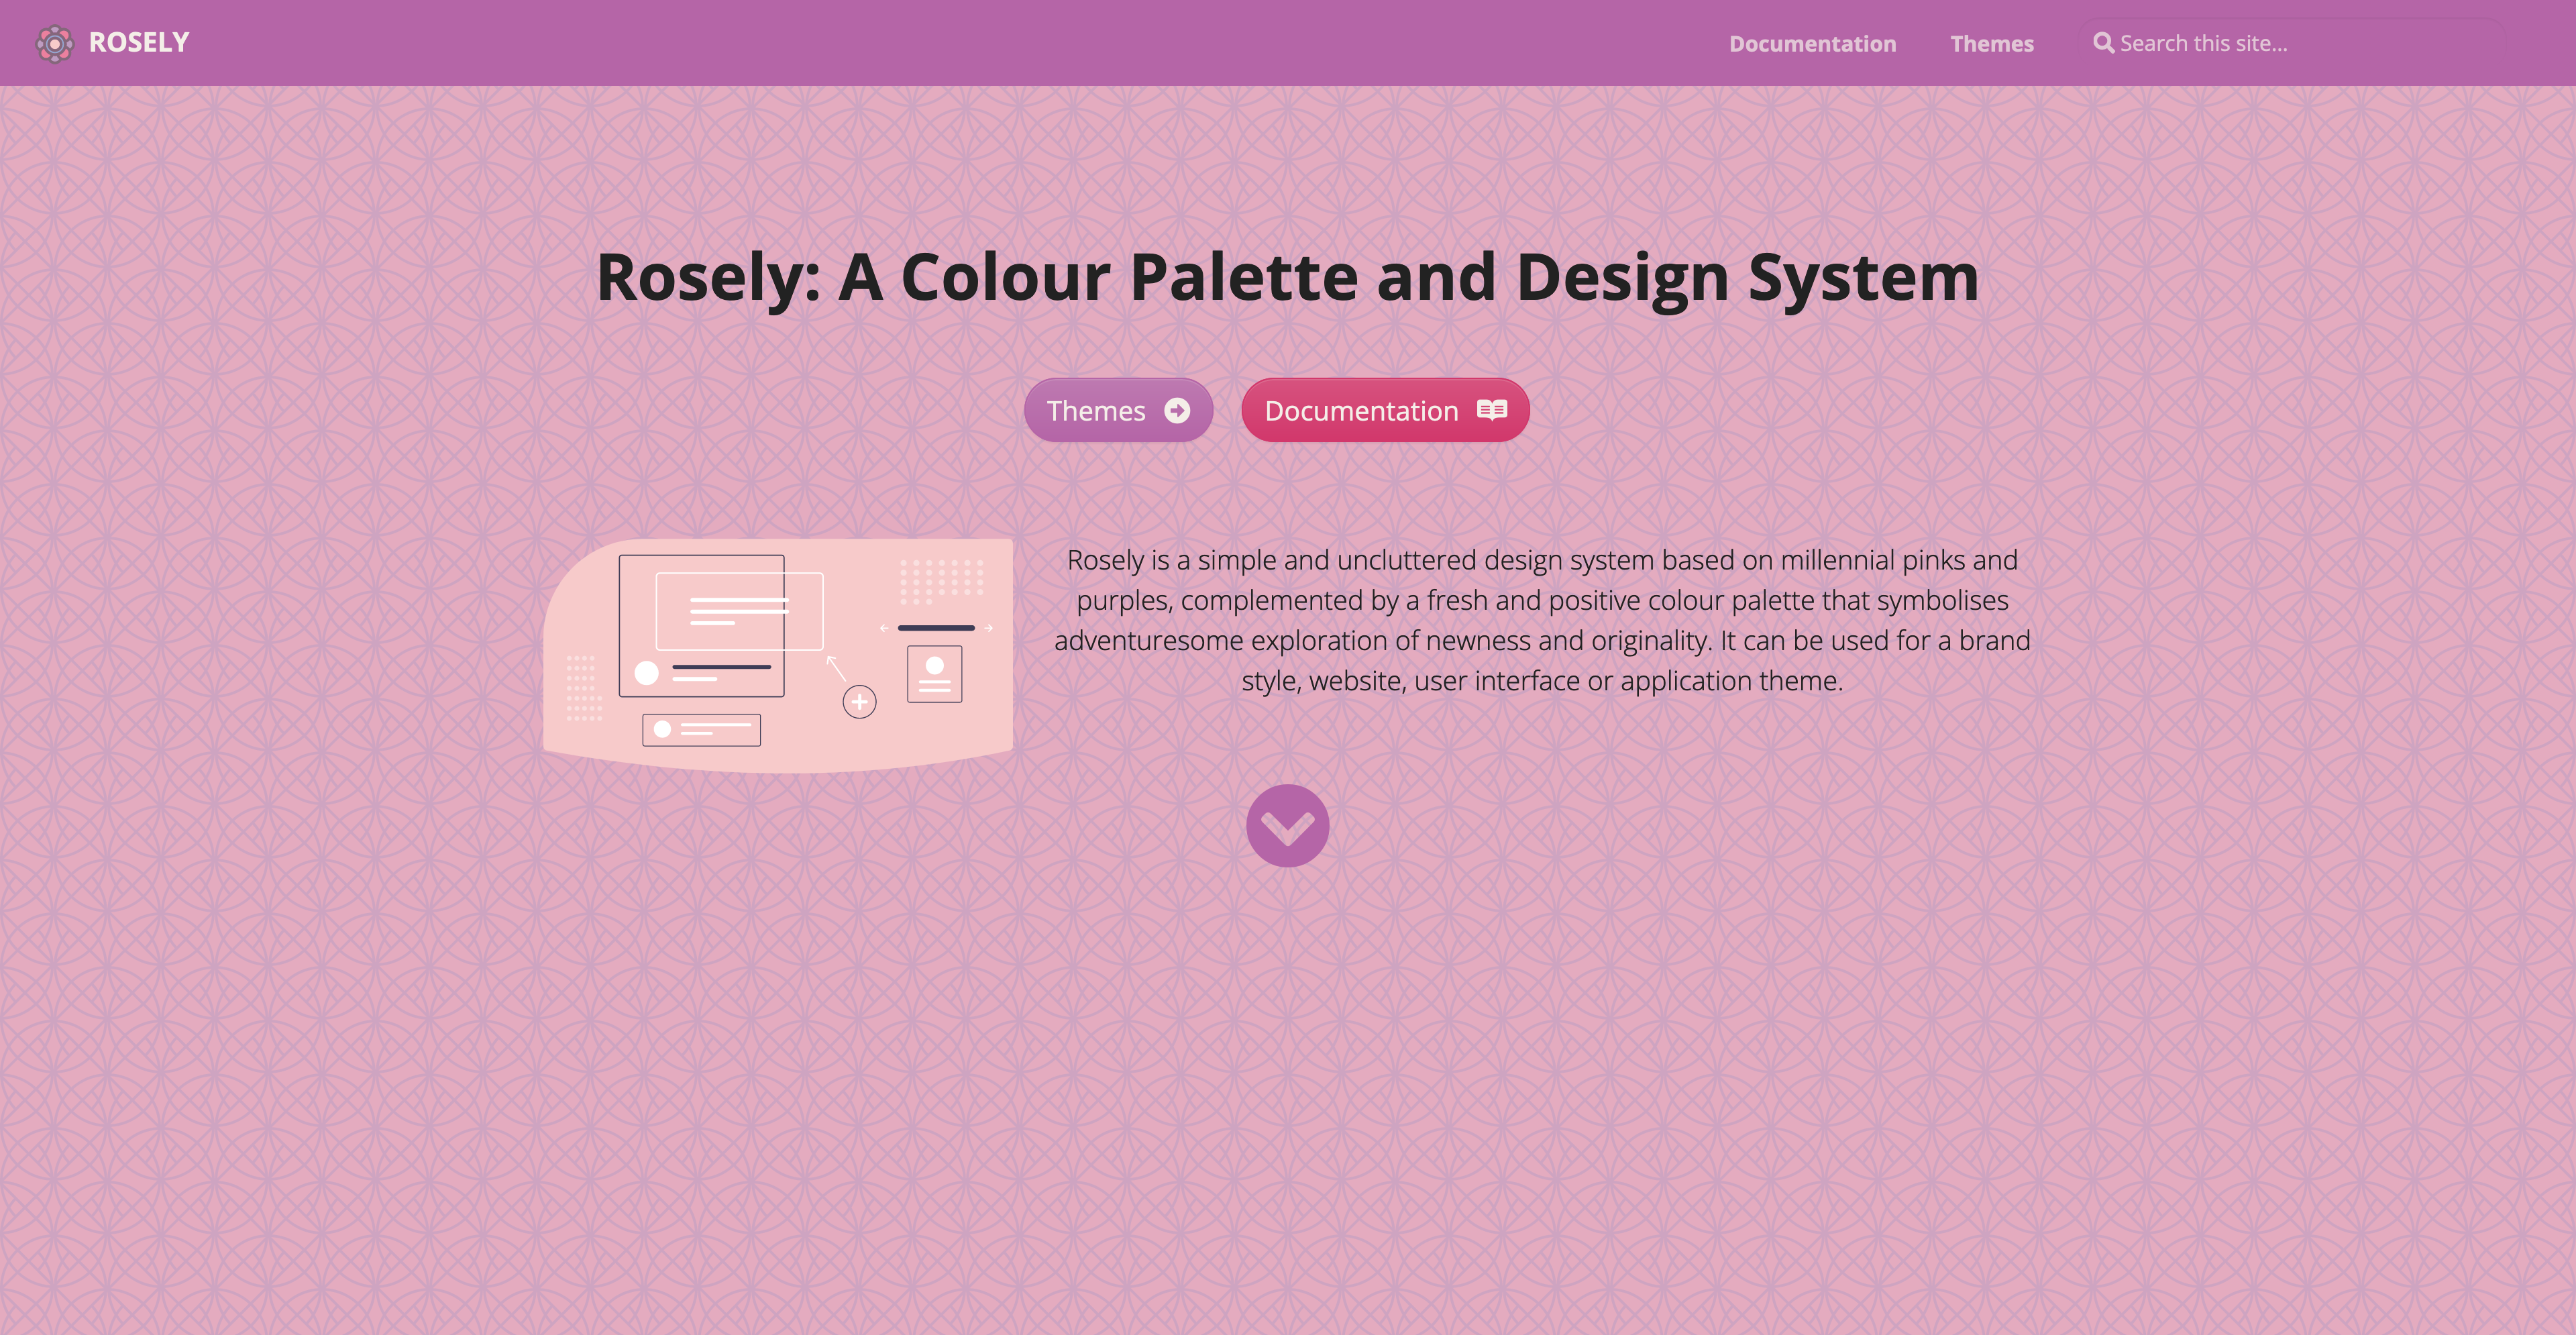 ROSELY
Documentation
Themes
Search this site...
Rosely: A Colour Palette and Design System
Themes
Documentation
Rosely is a simple and uncluttered design system based on millennial pinks and
purples, complemented by a fresh and positive colour palette that symbolises
adventuresome exploration of newness and originality. It can be used for a brand
style, website, user interface or application theme.